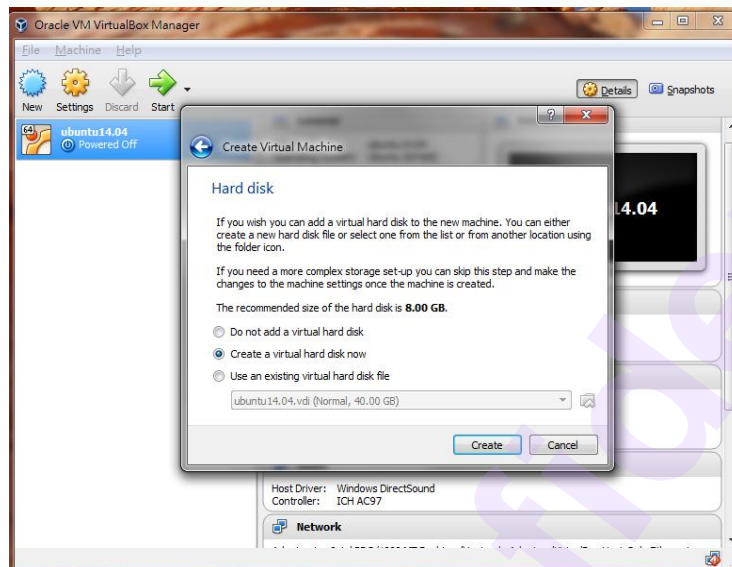 Oracle VM VirtualBox Manager
File Machine Help
New Settings Discard Start
Details Snapshots
64
ubuntu14.04
Powered Off
14.04
Create Virtual Machine
Hard disk
If you wish you can add a virtual hard disk to the new machine. You can either
create a new hard disk file or select one from the list or from another location using
the folder icon.
If you need a more complex storage set-up you can skip this step and make the
changes to the machine settings once the machine is created.
The recommended size of the hard disk is 8.00 GB.
Do not add a virtual hard disk
Create a virtual hard disk now
Use an existing virtual hard disk file
ubuntu14.04.vdi (Normal, 40.00 GB)
Create Cancel
Host Driver: Windows DirectSound
Controller: ICH AC97
Network